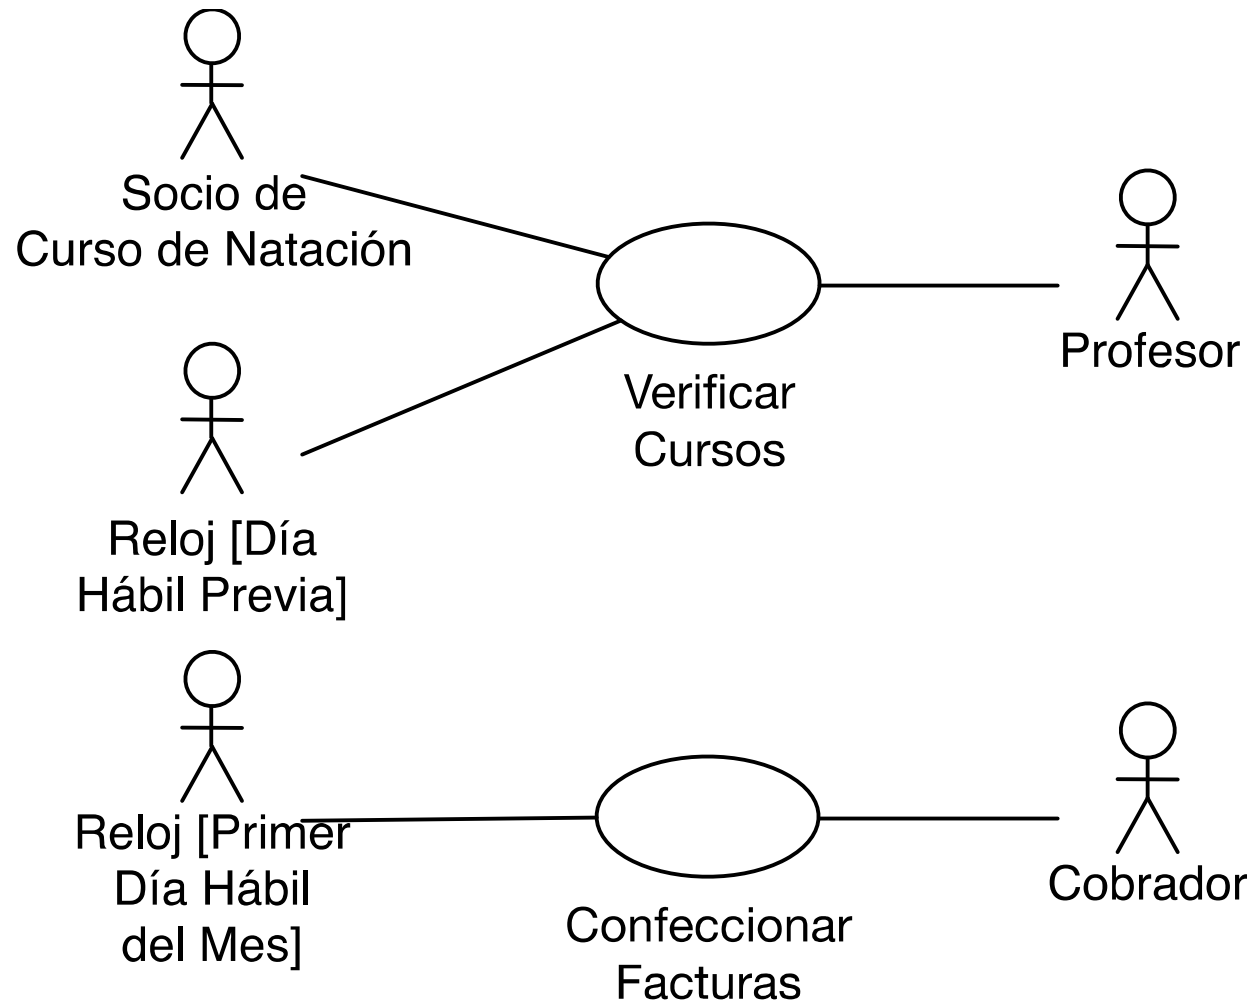 Socio de
Curso de Natación
Profesor
Verificar
Cursos
Reloj [Día
Hábil Previa]
Reloj [Primer
Día Hábil
del Mes]
Cobrador
Confeccionar
Facturas